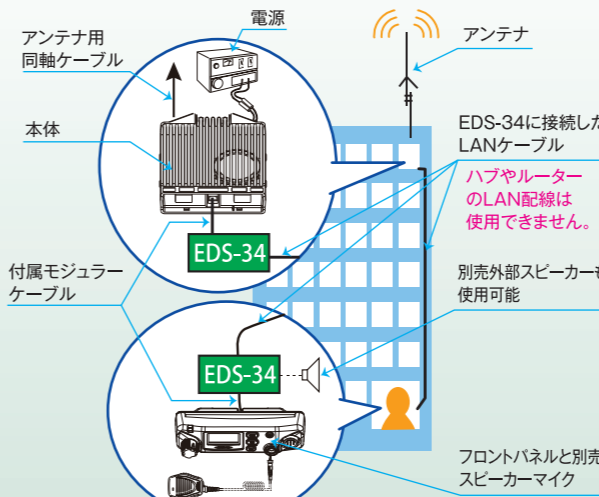 電源
アンテナ用
同軸ケーブル
アンテナ
本体
EDS-34に接続した
LANケーブル
ハブやルーター
のLAN配線は
使用できません。
EDS-34
付属モジュラー
ケーブル
別売外部スピーカーも
使用可能
EDS-34
フロントパネルと別売
スピーカーマイク